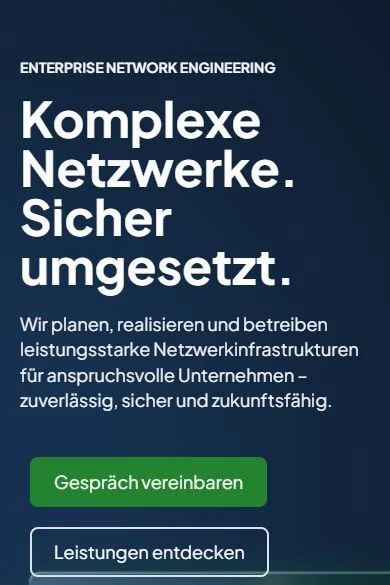 ENTERPRISE NETWORK ENGINEERING
Komplexe
Netzwerke.
Sicher
umgesetzt.
Wir planen, realisieren und betreiben
leistungsstarke Netzwerkinfrastrukturen
für anspruchsvolle Unternehmen –
zuverlässig, sicher und zukunftsfähig.
Gespräch vereinbaren
Leistungen entdecken